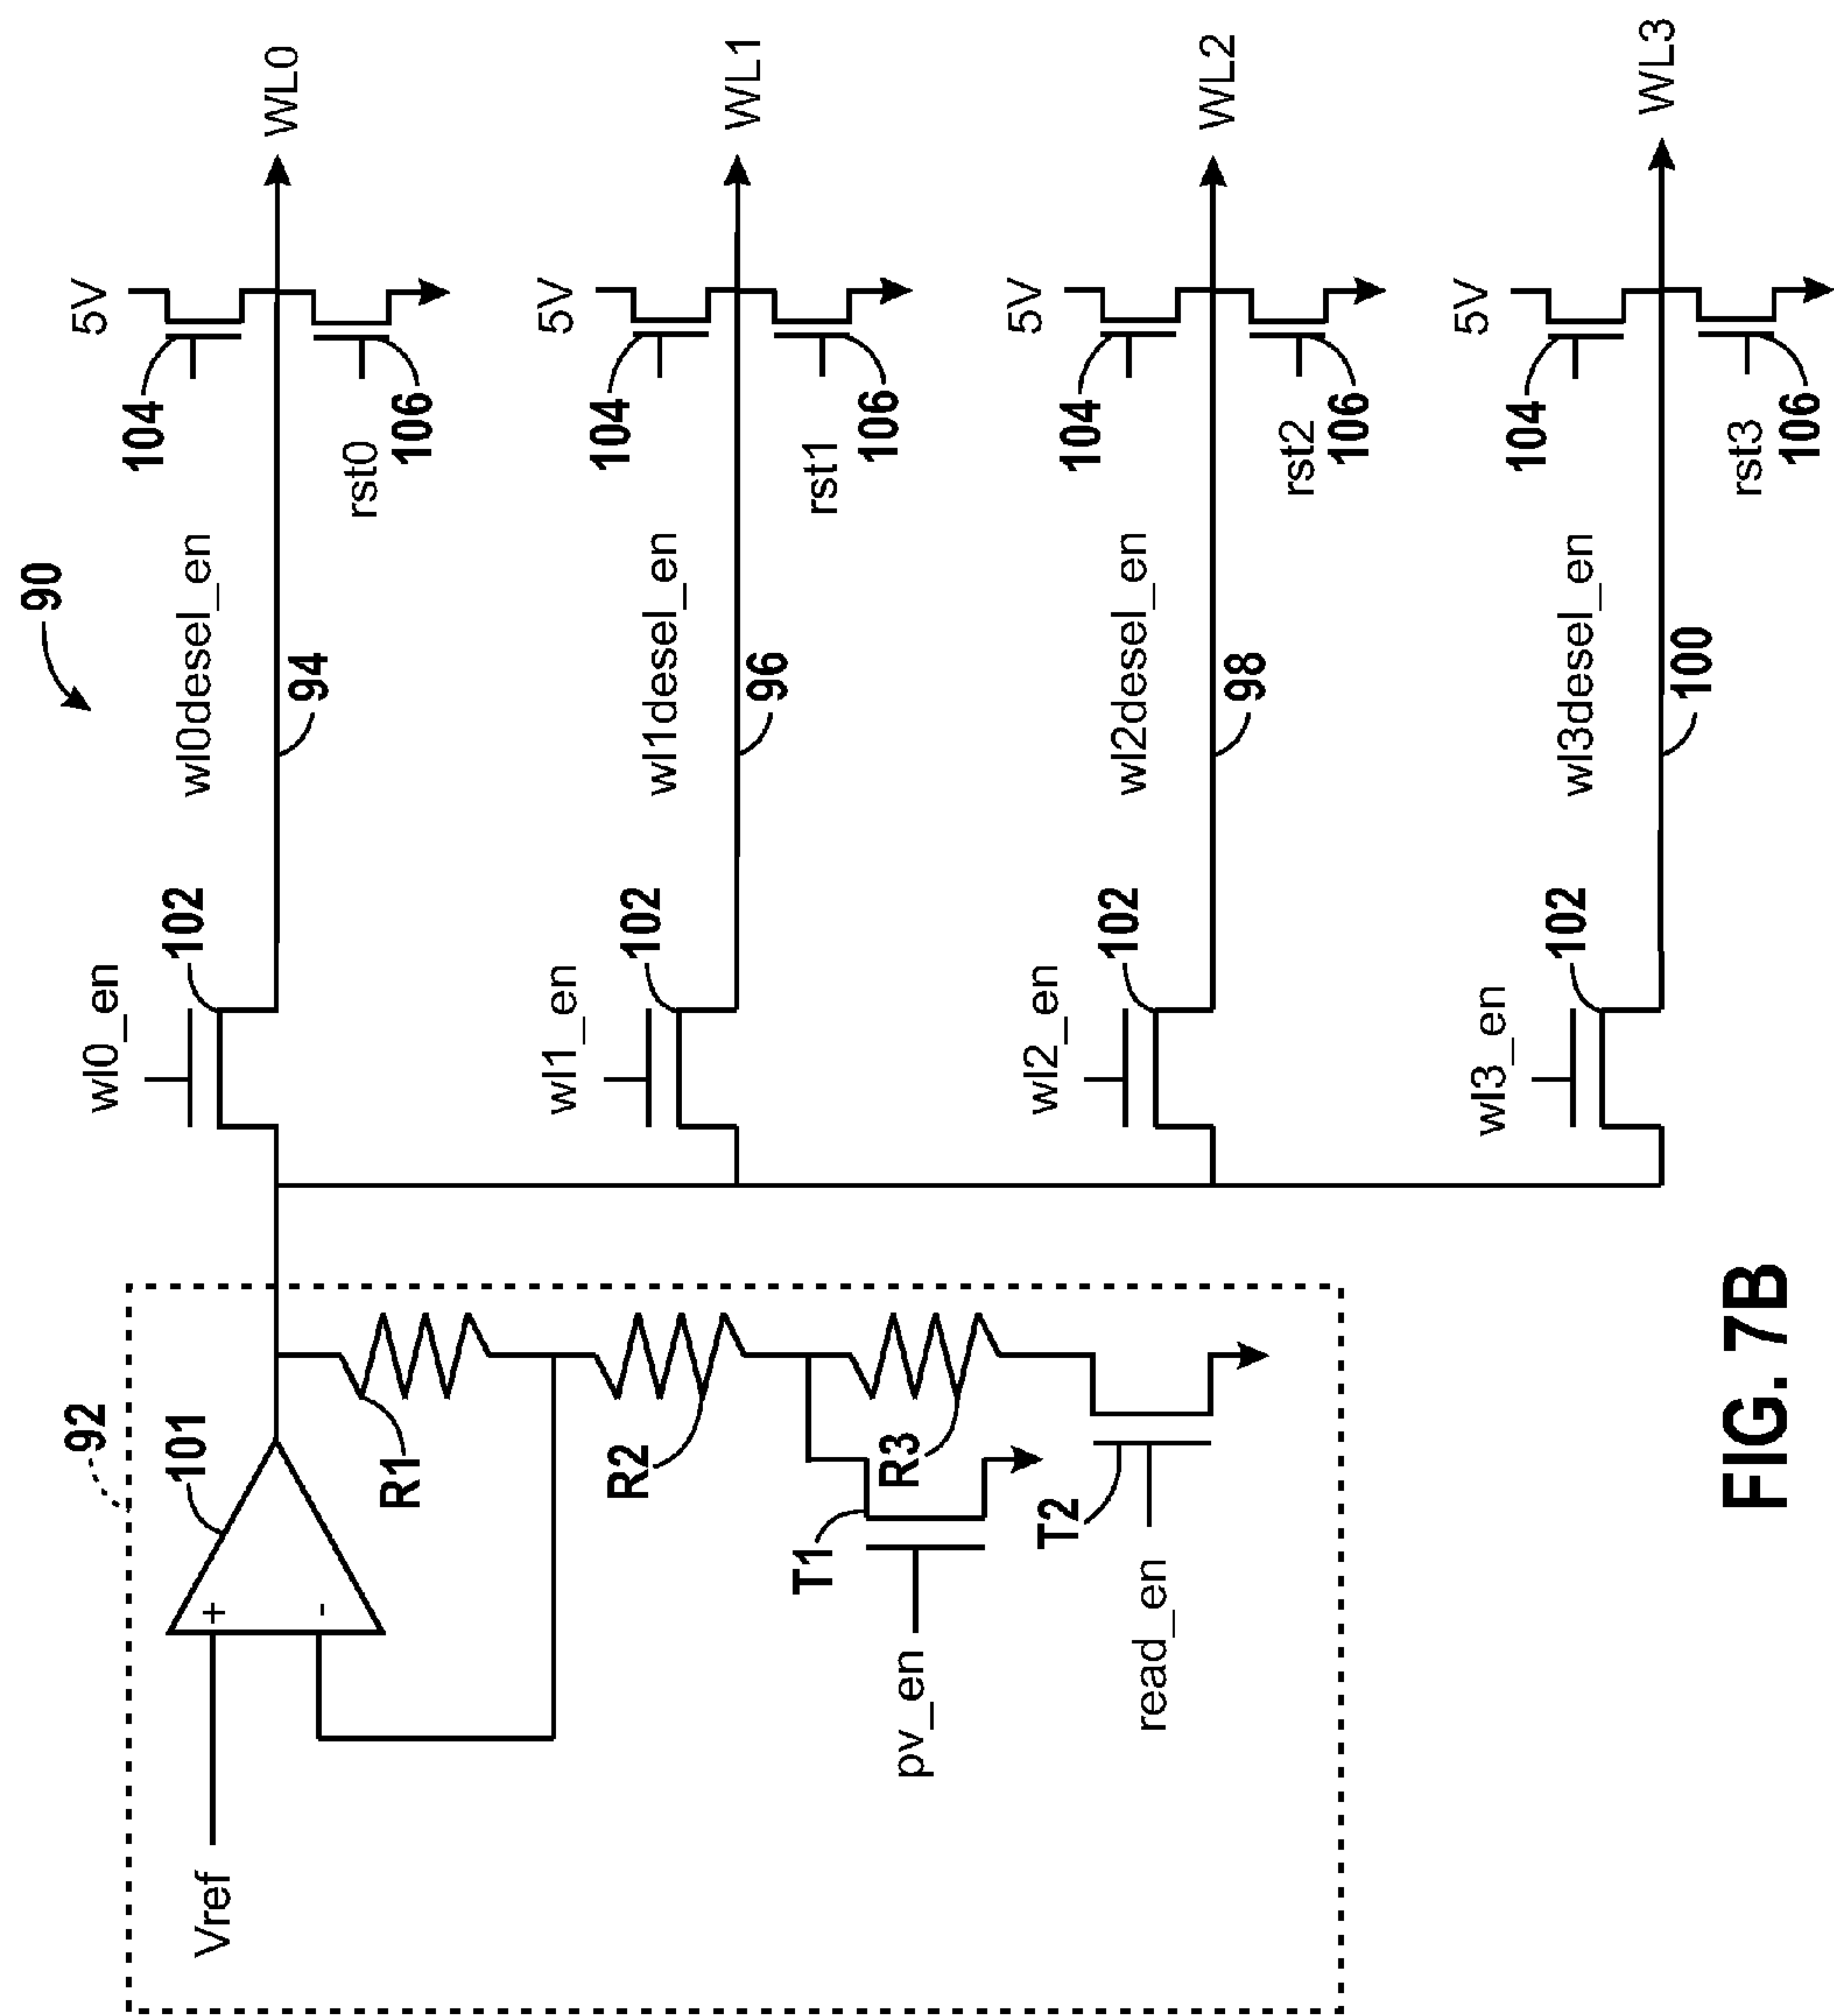 90
92
Vref
+
-
101
R1
R2
R3
T1
pv_en
T2
read_en
wl0_en
102
wl0desel_en
94
5V
104
rst0
106
WL0
wl1_en
102
wl1desel_en
96
5V
104
rst1
106
WL1
wl2_en
102
wl2desel_en
98
5V
104
rst2
106
WL2
wl3_en
102
wl3desel_en
100
5V
104
rst3
106
WL3
FIG. 7B